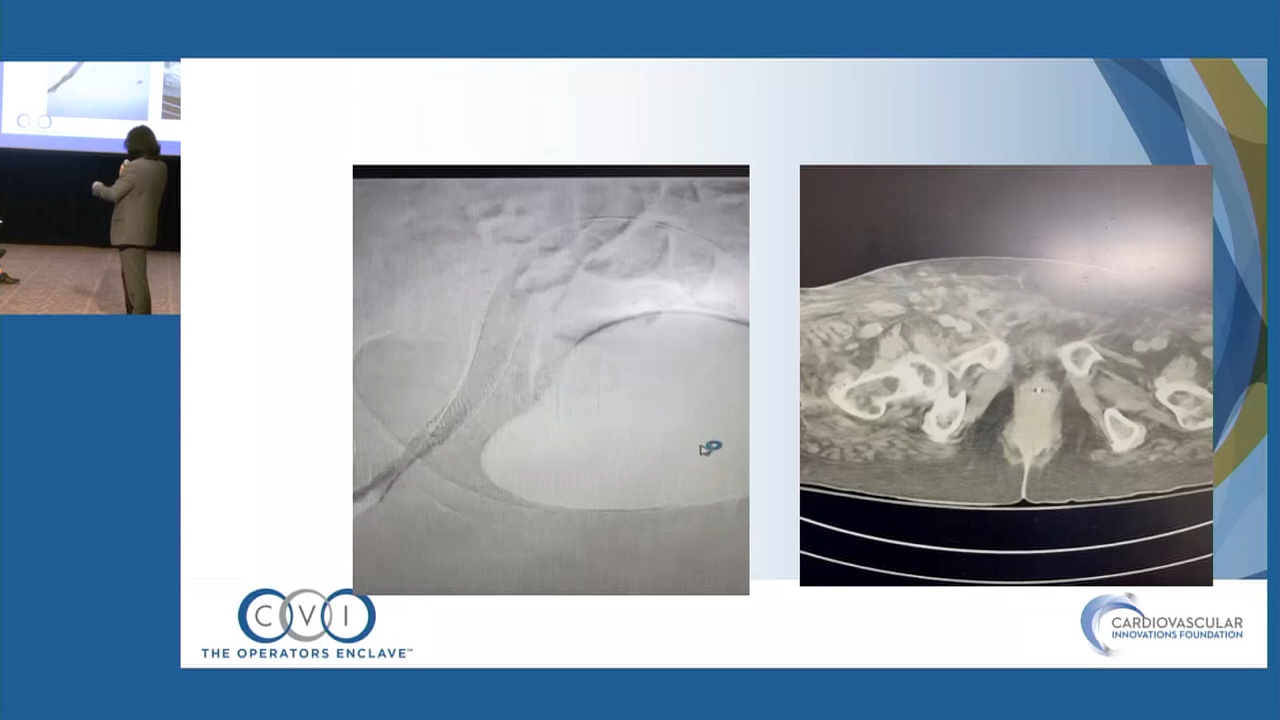 CVI
THE OPERATORS ENCLAVE™
CARDIOVASCULAR
INNOVATIONS FOUNDATION